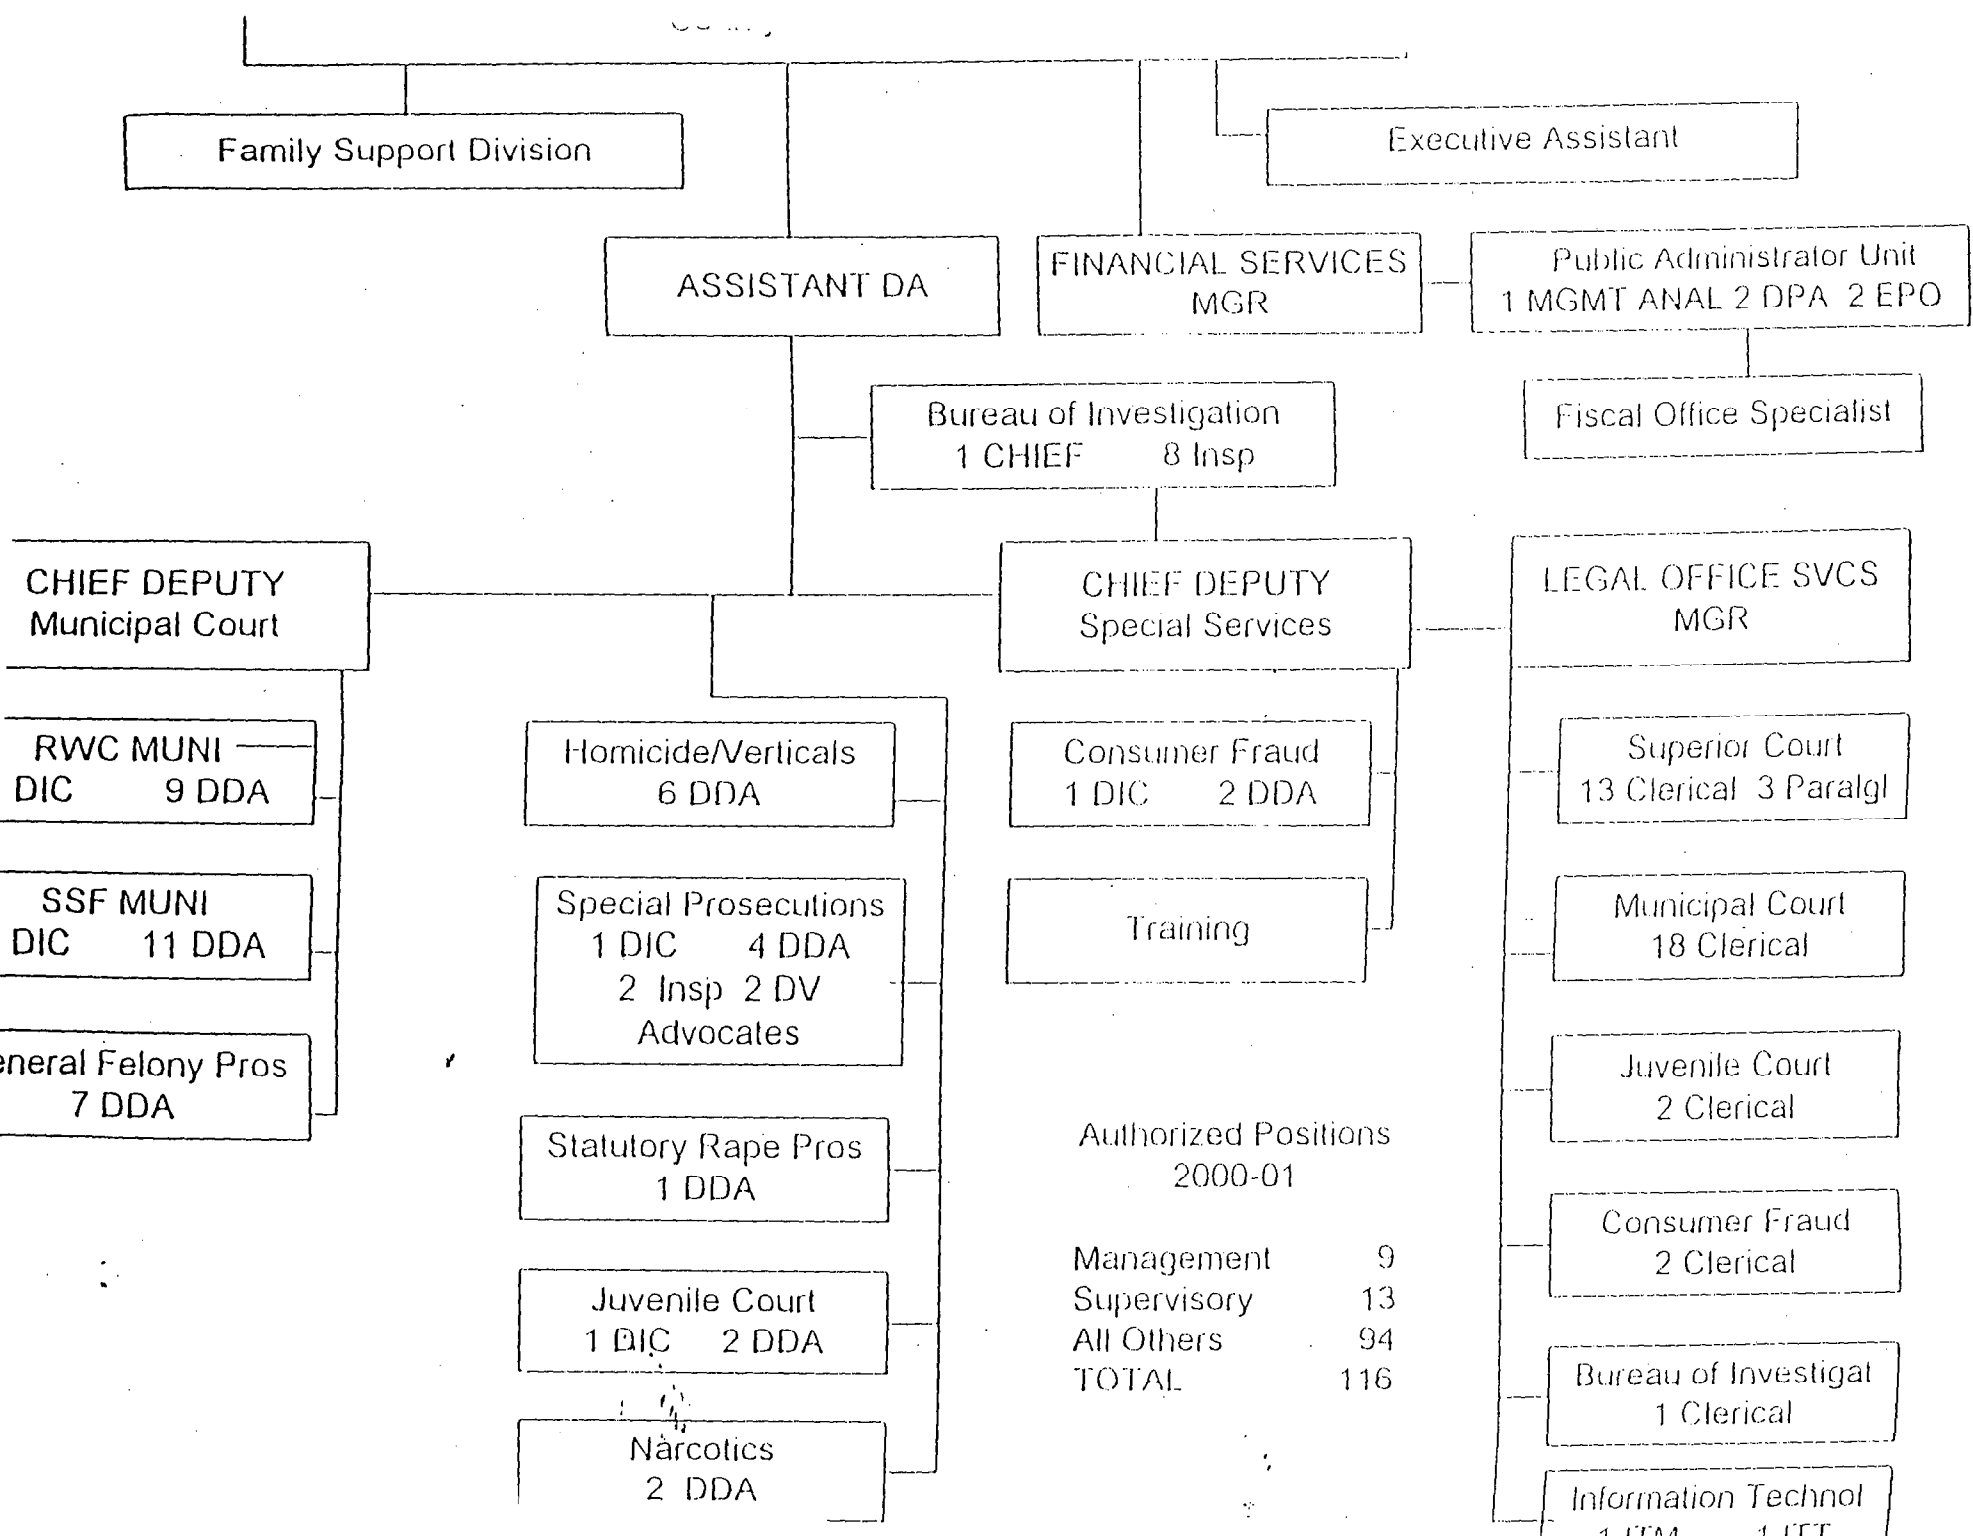 Family Support Division
Executive Assistant
ASSISTANT DA
FINANCIAL SERVICES
MGR
Public Administrator Unit
1 MGMT ANAL 2 DPA 2 EPO
Bureau of Investigation
1 CHIEF 8 Insp
Fiscal Office Specialist
CHIEF DEPUTY
Municipal Court
CHIEF DEPUTY
Special Services
LEGAL OFFICE SVCS
MGR
RWC MUNI
DIC 9 DDA
SSF MUNI
DIC 11 DDA
eneral Felony Pros
7 DDA
Homicide/Verticals
6 DDA
Special Prosecutions
1 DIC 4 DDA
2 Insp 2 DV
Advocates
Statutory Rape Pros
1 DDA
Juvenile Court
1 DIC 2 DDA
Narcotics
2 DDA
Consumer Fraud
1 DIC 2 DDA
Training
Authorized Positions
2000-01
Management 9
Supervisory 13
All Others 94
TOTAL 116
Superior Court
13 Clerical 3 Paralgl
Municipal Court
18 Clerical
Juvenile Court
2 Clerical
Consumer Fraud
2 Clerical
Bureau of Investigat
1 Clerical
Information Technol